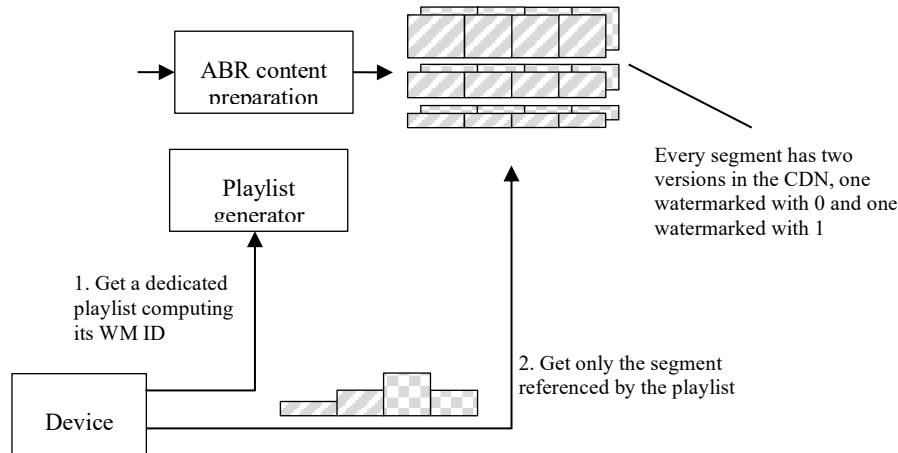 ABR content
preparation
Playlist
generator
Every segment has two
versions in the CDN, one
watermarked with 0 and one
watermarked with 1
1. Get a dedicated
playlist computing
its WM ID
2. Get only the segment
referenced by the playlist
Device